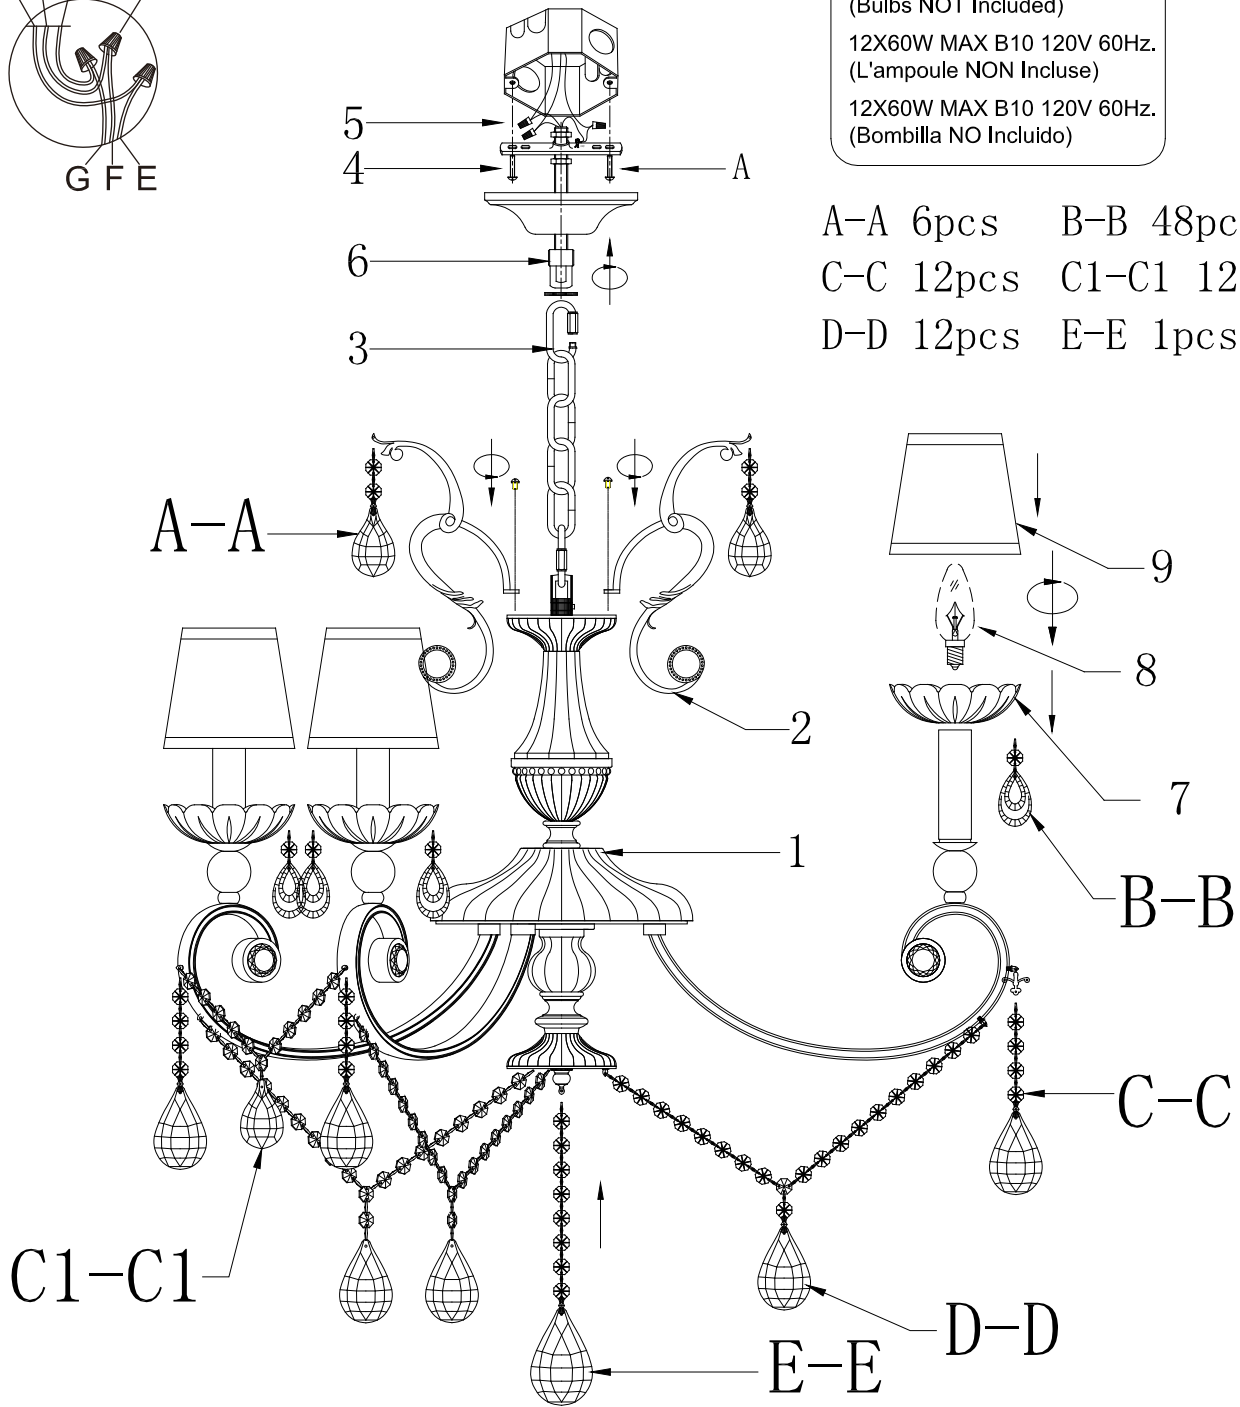 (Bulbs NOT Included)
12X60W MAX B10 120V 60Hz.
(L'ampoule NON Incluse)
12X60W MAX B10 120V 60Hz.
(Bombilla NO Incluido)
G F E
5
4
A
6
3
A-A 6pcs B-B 48pc
C-C 12pcs C1-C1 12
D-D 12pcs E-E 1pcs
A-A
9
8
2
7
1
B-B
C-C
C1-C1
D-D
E-E